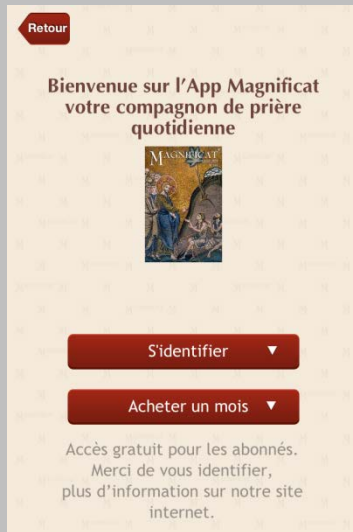 Retour
Bienvenue sur l'App Magnificat
votre compagnon de prière
quotidienne
MAGNIFICAT
S'identifier ▼
Acheter un mois ▼
Accès gratuit pour les abonnés.
Merci de vous identifier,
plus d'information sur notre site
internet.